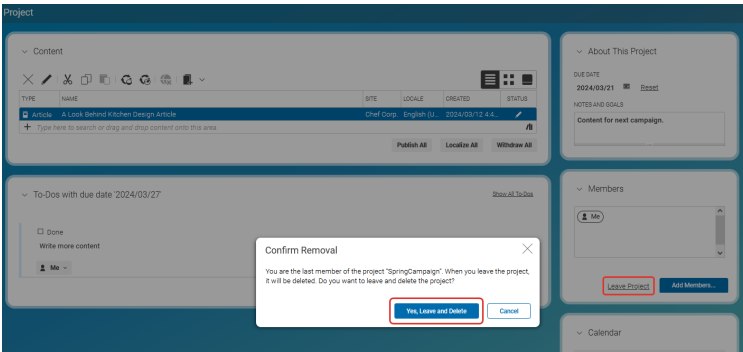 Project
Content
TYPE NAME SITE LOCALE CREATED STATUS
Article A Look Behind Kitchen Design Article Chef Corp. English (U... 2024/03/12 4:4...
Type here to search or drag and drop content onto this area.
Publish All Localize All Withdraw All
To-Dos with due date '2024/03/27' Show All To-Dos
Done
Write more content
Me
About This Project
DUE DATE
2024/03/21 Reset
NOTES AND GOALS
Content for next campaign.
Members
Me
Leave Project Add Members...
Calendar
Confirm Removal
You are the last member of the project "SpringCampaign". When you leave the project,
it will be deleted. Do you want to leave and delete the project?
Yes, Leave and Delete Cancel